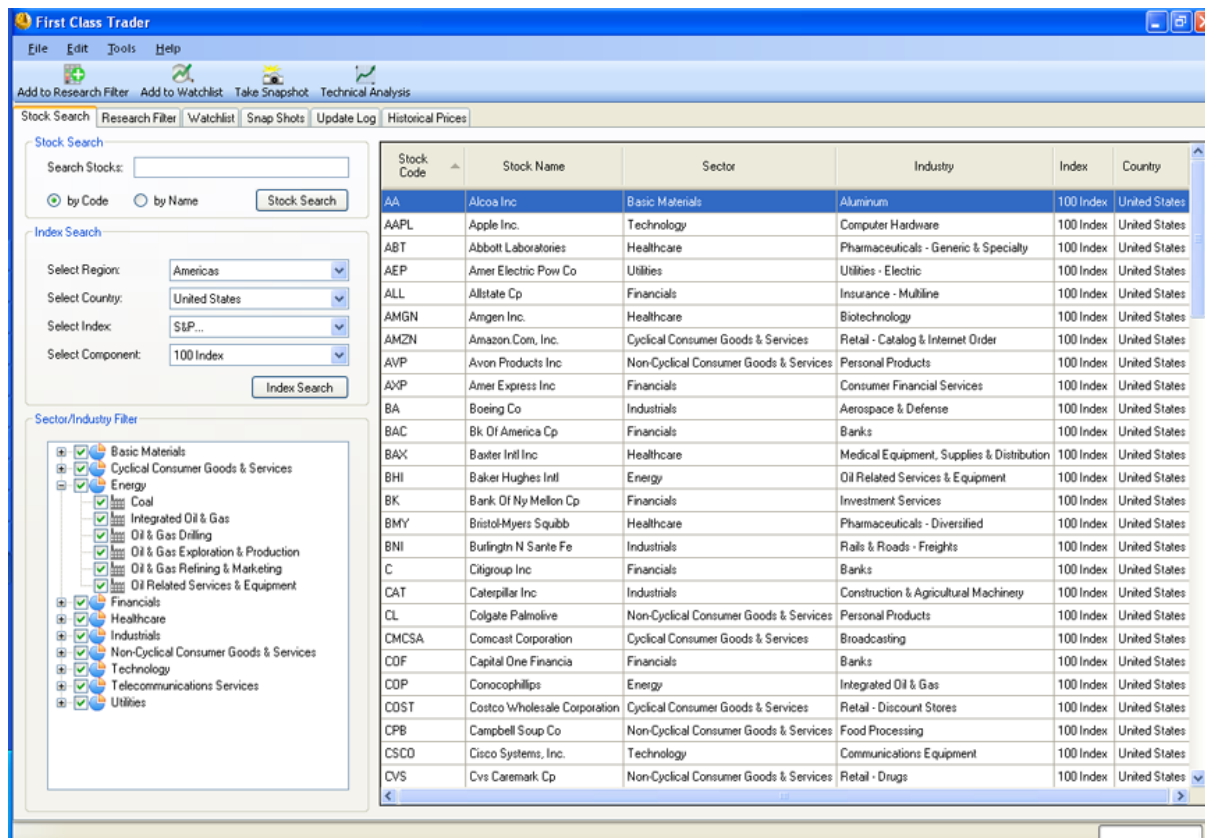 First Class Trader
File Edit Tools Help
Add to Research Filter Add to Watchlist Take Snapshot Technical Analysis
Stock Search Research Filter Watchlist Snap Shots Update Log Historical Prices
Stock Search
Search Stocks:
by Code by Name Stock Search
Index Search
Select Region: Americas
Select Country: United States
Select Index: S&P...
Select Component: 100 Index
Index Search
Sector/Industry Filter
Basic Materials
Cyclical Consumer Goods & Services
Energy
Coal
Integrated Oil & Gas
Oil & Gas Drilling
Oil & Gas Exploration & Production
Oil & Gas Refining & Marketing
Oil Related Services & Equipment
Financials
Healthcare
Industrials
Non-Cyclical Consumer Goods & Services
Technology
Telecommunications Services
Utilities
Stock Code Stock Name Sector Industry Index Country
AA Alcoa Inc Basic Materials Aluminum 100 Index United States
AAPL Apple Inc. Technology Computer Hardware 100 Index United States
ABT Abbott Laboratories Healthcare Pharmaceuticals - Generic & Specialty 100 Index United States
AEP Amer Electric Pow Co Utilities Utilities - Electric 100 Index United States
ALL Allstate Cp Financials Insurance - Multiline 100 Index United States
AMGN Amgen Inc. Healthcare Biotechnology 100 Index United States
AMZN Amazon.Com, Inc. Cyclical Consumer Goods & Services Retail - Catalog & Internet Order 100 Index United States
AVP Avon Products Inc Non-Cyclical Consumer Goods & Services Personal Products 100 Index United States
AXP Amer Express Inc Financials Consumer Financial Services 100 Index United States
BA Boeing Co Industrials Aerospace & Defense 100 Index United States
BAC Bk Of America Cp Financials Banks 100 Index United States
BAX Baxter Intl Inc Healthcare Medical Equipment, Supplies & Distribution 100 Index United States
BHI Baker Hughes Intl Energy Oil Related Services & Equipment 100 Index United States
BK Bank Of Ny Mellon Cp Financials Investment Services 100 Index United States
BMY Bristol-Myers Squibb Healthcare Pharmaceuticals - Diversified 100 Index United States
BNI Burlingtn N Sante Fe Industrials Rails & Roads - Freights 100 Index United States
C Citigroup Inc Financials Banks 100 Index United States
CAT Caterpillar Inc Industrials Construction & Agricultural Machinery 100 Index United States
CL Colgate Palmolive Non-Cyclical Consumer Goods & Services Personal Products 100 Index United States
CMCSA Comcast Corporation Cyclical Consumer Goods & Services Broadcasting 100 Index United States
COF Capital One Financia Financials Banks 100 Index United States
COP Conocophillips Energy Integrated Oil & Gas 100 Index United States
COST Costco Wholesale Corporation Cyclical Consumer Goods & Services Retail - Discount Stores 100 Index United States
CPB Campbell Soup Co Non-Cyclical Consumer Goods & Services Food Processing 100 Index United States
CSCO Cisco Systems, Inc. Technology Communications Equipment 100 Index United States
CVS Cvs Caremark Cp Non-Cyclical Consumer Goods & Services Retail - Drugs 100 Index United States